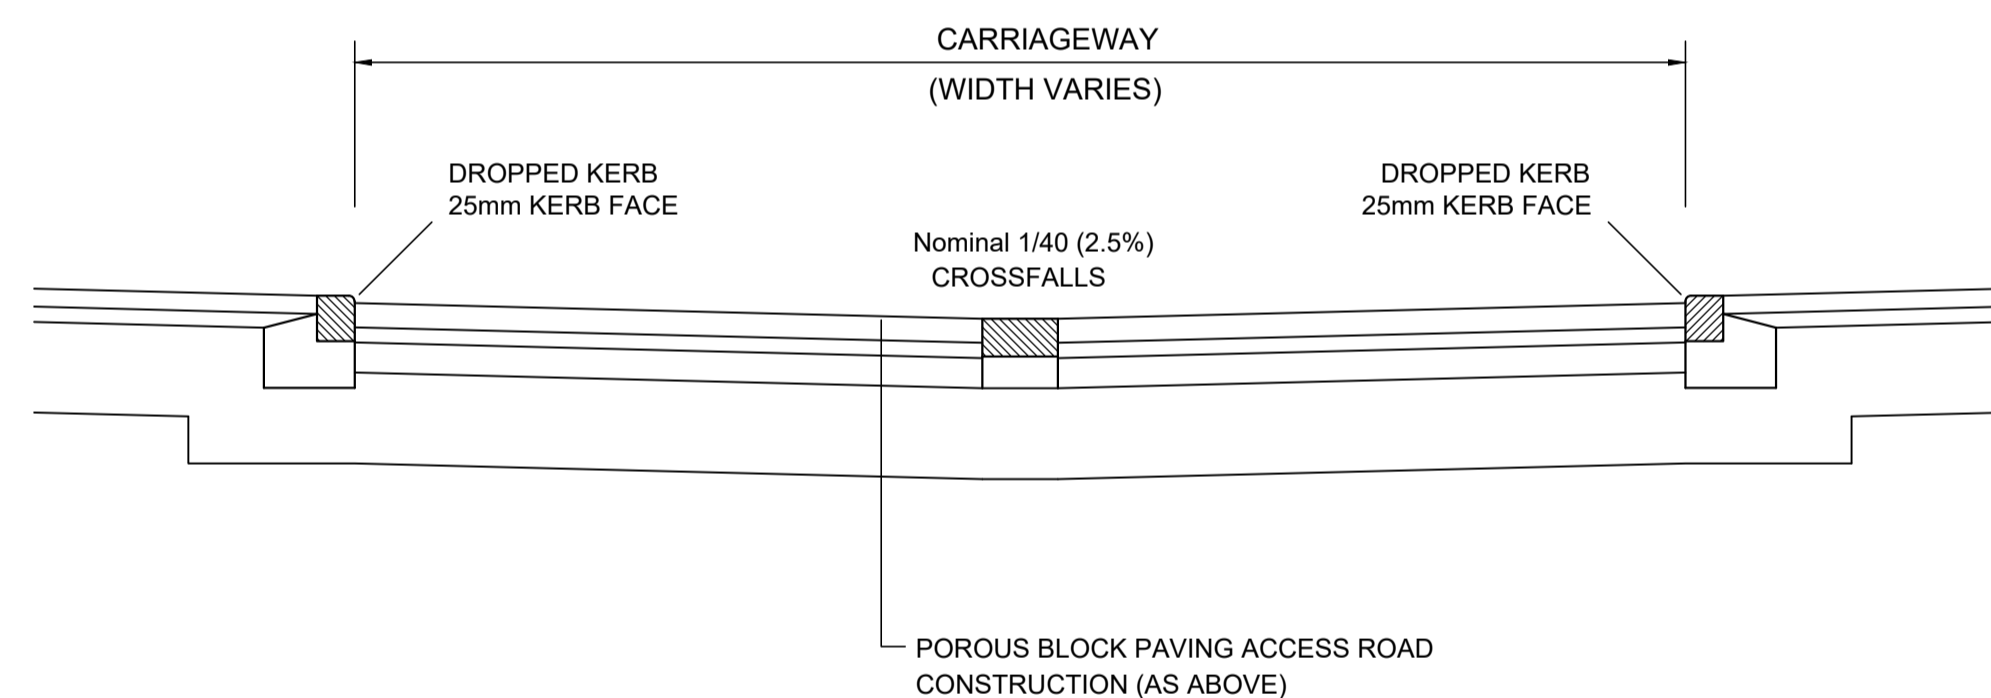 CARRIAGEWAY
(WIDTH VARIES)
DROPPED KERB
25mm KERB FACE
DROPPED KERB
25mm KERB FACE
Nominal 1/40 (2.5%)
CROSSFALLS
POROUS BLOCK PAVING ACCESS ROAD
CONSTRUCTION (AS ABOVE)